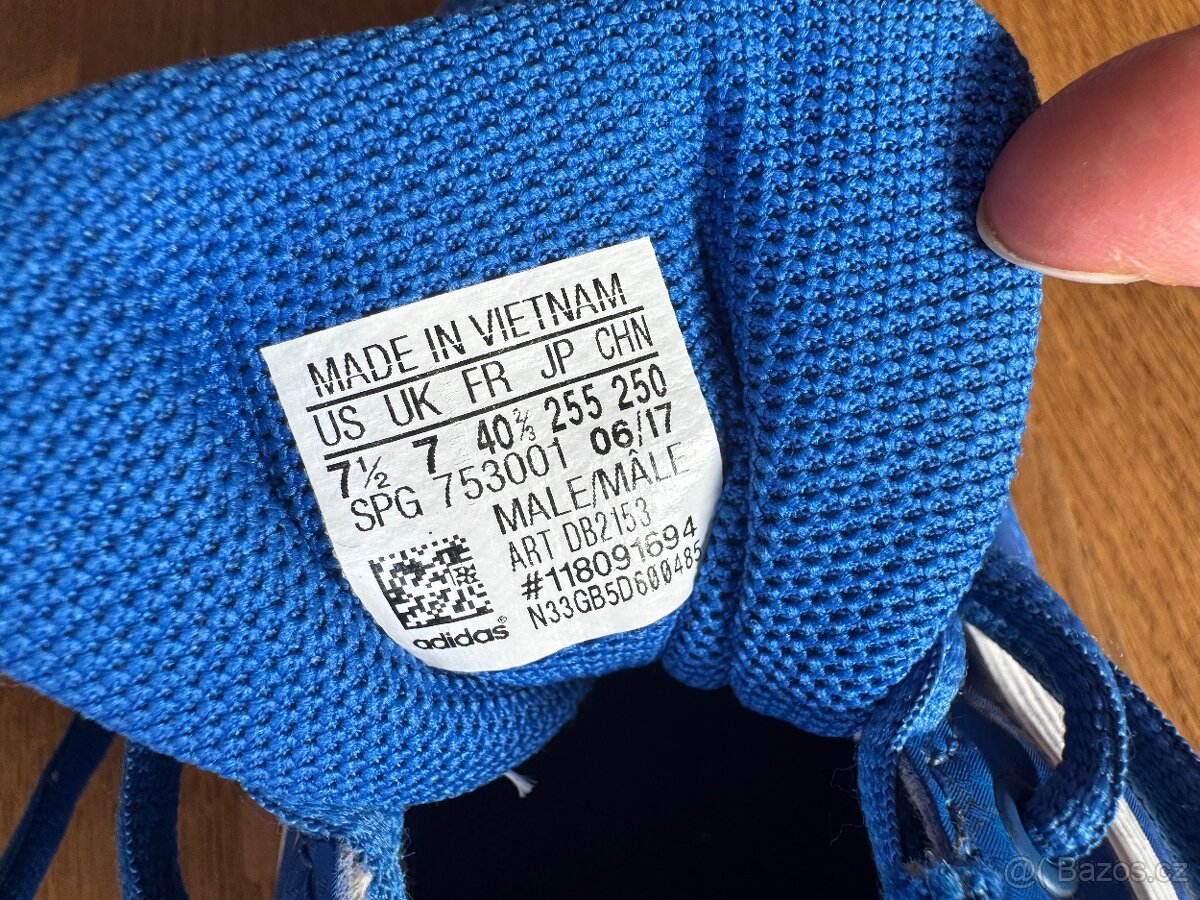 MADE IN VIETNAM
US UK FR JP CHN
7½ 7 40⅔ 255 250
SPG 753001 06/17
MALE/MÂLE
ART DB2153
#118091694
N33GB5D600485
adidas®
@ Bazos.cz